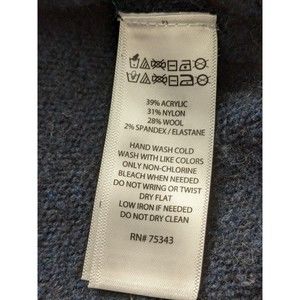 39% ACRYLIC
31% NYLON
28% WOOL
2% SPANDEX / ELASTANE
HAND WASH COLD
WASH WITH LIKE COLORS
ONLY NON-CHLORINE
BLEACH WHEN NEEDED
DO NOT WRING OR TWIST
DRY FLAT
LOW IRON IF NEEDED
DO NOT DRY CLEAN
RN# 75343